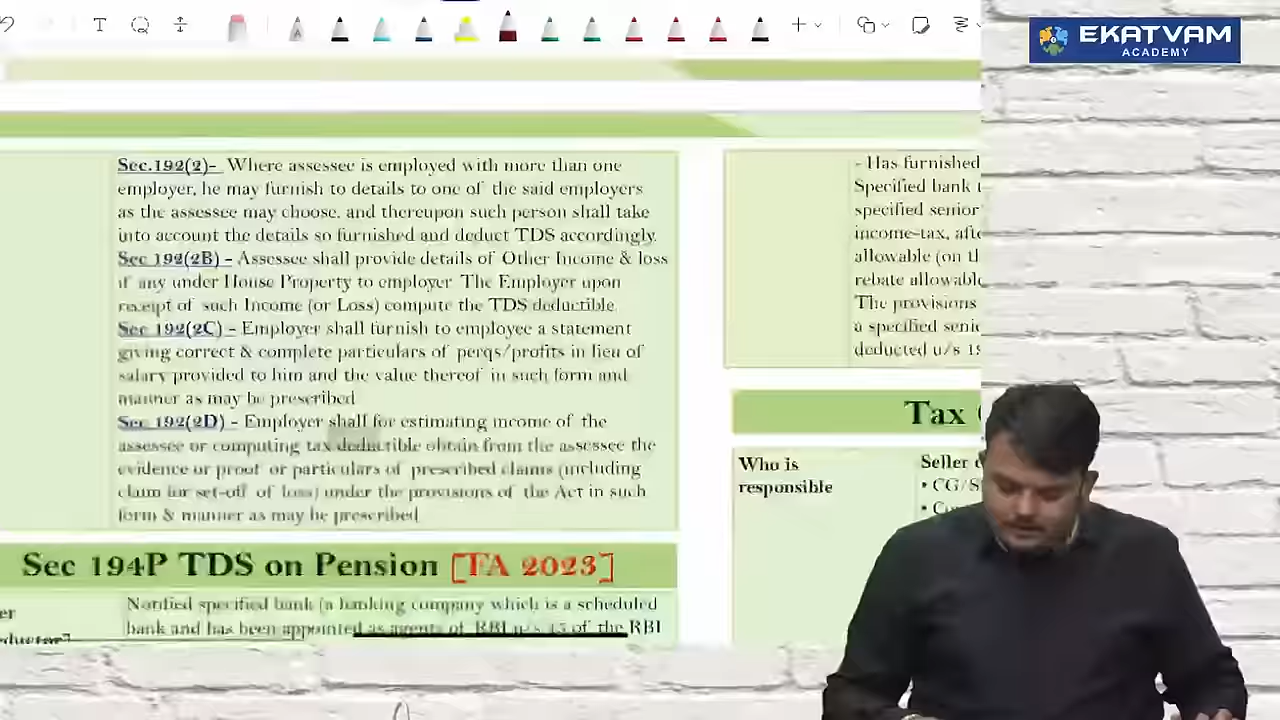 EKATVAM
ACADEMY
Sec.192(2)- Where assessee is employed with more than one
employer, he may furnish to details to one of the said employers
as the assessee may choose, and thereupon such person shall take
into account the details so furnished and deduct TDS accordingly.
Sec 192(2B) - Assessee shall provide details of Other Income & loss
if any under House Property to employer. The Employer upon
receipt of such Income (or Loss) compute the TDS deductible.
Sec 192(2C) - Employer shall furnish to employee a statement
giving correct & complete particulars of perqs/profits in lieu of
salary provided to him and the value thereof in such form and
manner as may be prescribed
Sec 192(2D) - Employer shall for estimating income of the
assessee or computing tax deductible obtain from the assessee the
evidence or proof or particulars of prescribed claims (including
claim for set-off of loss) under the provisions of the Act in such
form & manner as may be prescribed
Sec 194P TDS on Pension [FA 2023]
Notified specified bank (a banking company which is a scheduled
bank and has been appointed as agents of RBI u/s 45 of the RBI
- Has furnished
Specified bank
specified senior
income-tax, afte
allowable (on th
rebate allowable
The provisions
a specified senio
deducted u/s 19
Tax
Who is
responsible
Seller
• CG/S